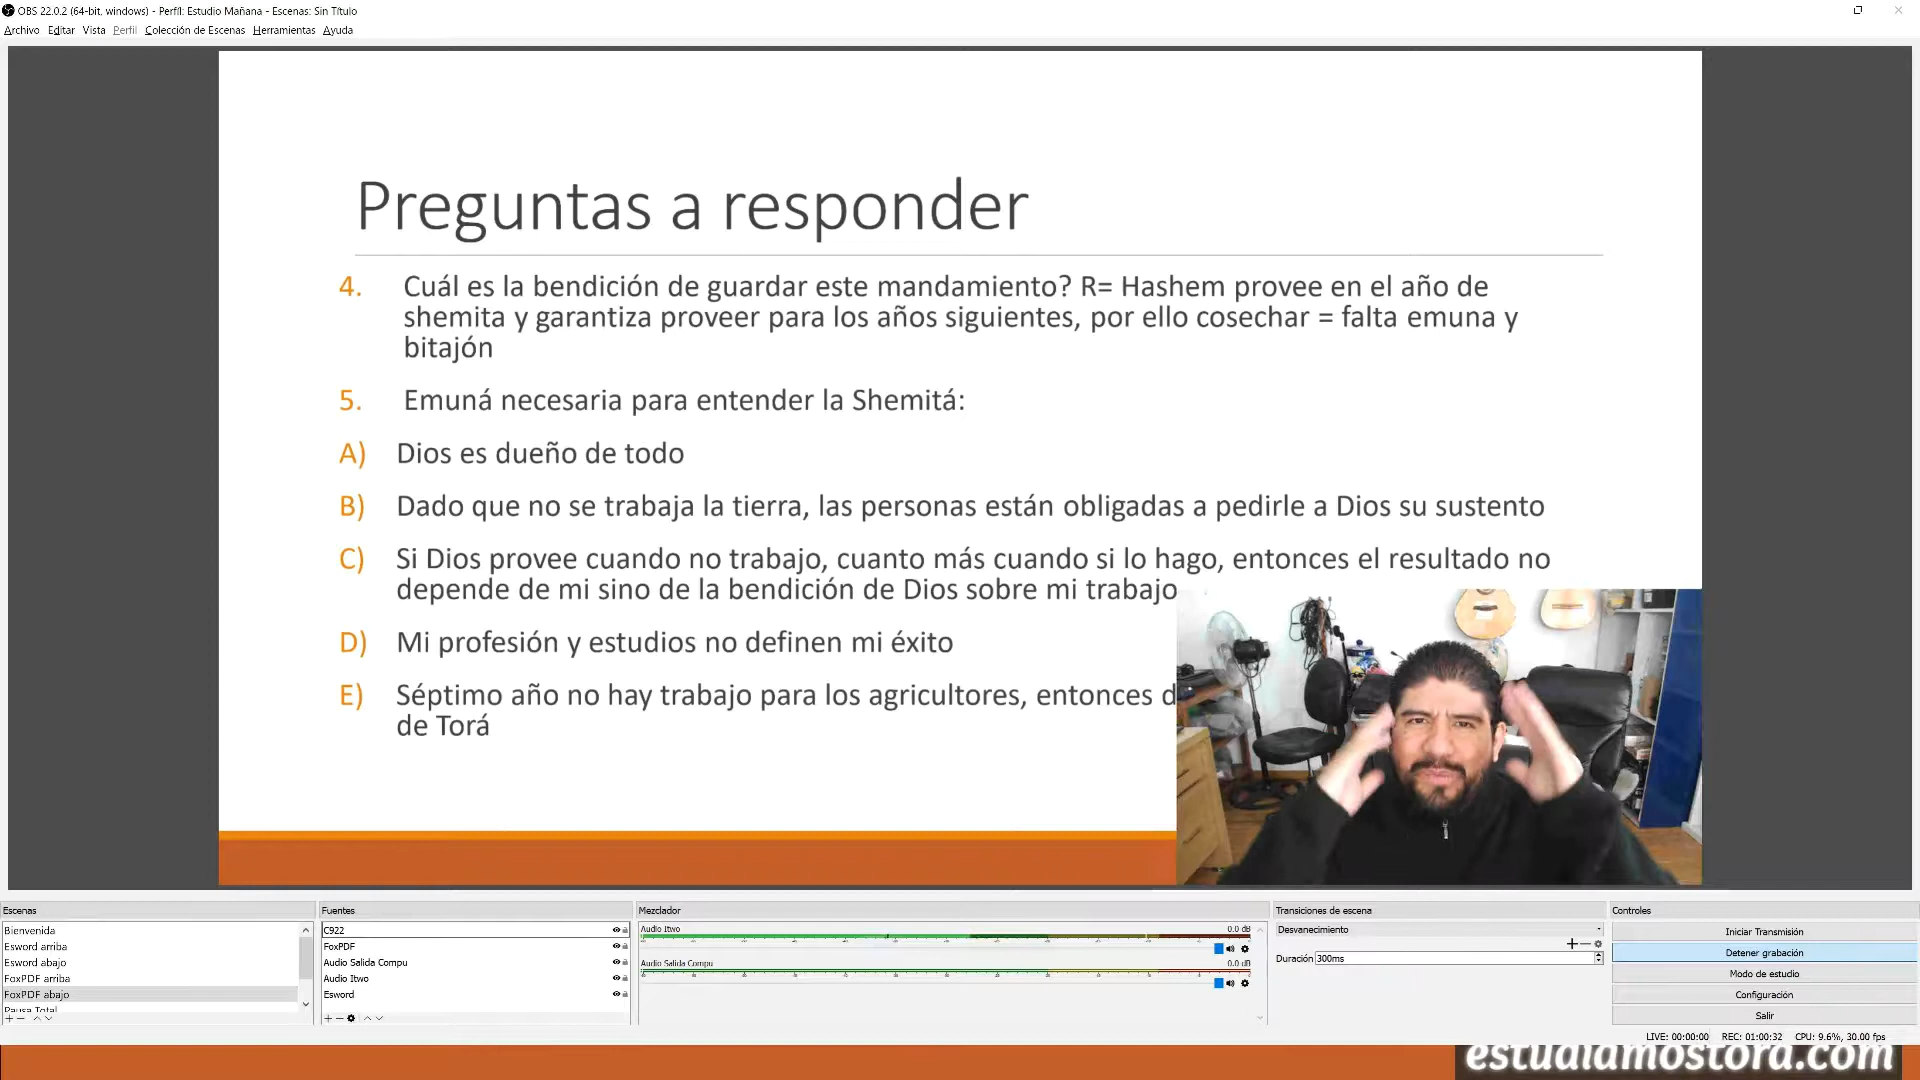 OBS 22.0.2 (64-bit, windows) - Perfil: Estudio Mañana - Escenas: Sin Título
Archivo Editar Vista Perfil Colección de Escenas Herramientas Ayuda
Preguntas a responder
4. Cuál es la bendición de guardar este mandamiento? R= Hashem provee en el año de
shemita y garantiza proveer para los años siguientes, por ello cosechar = falta emuna y
bitajón
5. Emuná necesaria para entender la Shemitá:
A) Dios es dueño de todo
B) Dado que no se trabaja la tierra, las personas están obligadas a pedirle a Dios su sustento
C) Si Dios provee cuando no trabajo, cuanto más cuando si lo hago, entonces el resultado no
depende de mi sino de la bendición de Dios sobre mi trabajo
D) Mi profesión y estudios no definen mi éxito
E) Séptimo año no hay trabajo para los agricultores, entonces
de Torá
Escenas
Bienvenida
Esword arriba
Esword abajo
FoxPDF arriba
FoxPDF abajo
Pausa Total
Fuentes
C922
FoxPDF
Audio Salida Compu
Audio Itwo
Esword
Mezclador
Audio Itwo 0.0 dB
Audio Salida Compu 0.0 dB
Transiciones de escena
Desvanecimiento
Duración 300ms
Controles
Iniciar Transmisión
Detener grabación
Modo de estudio
Configuración
Salir
LIVE: 00:00:00 REC: 01:00:32 CPU: 9.6%, 30.00 fps
estudiamostora.com